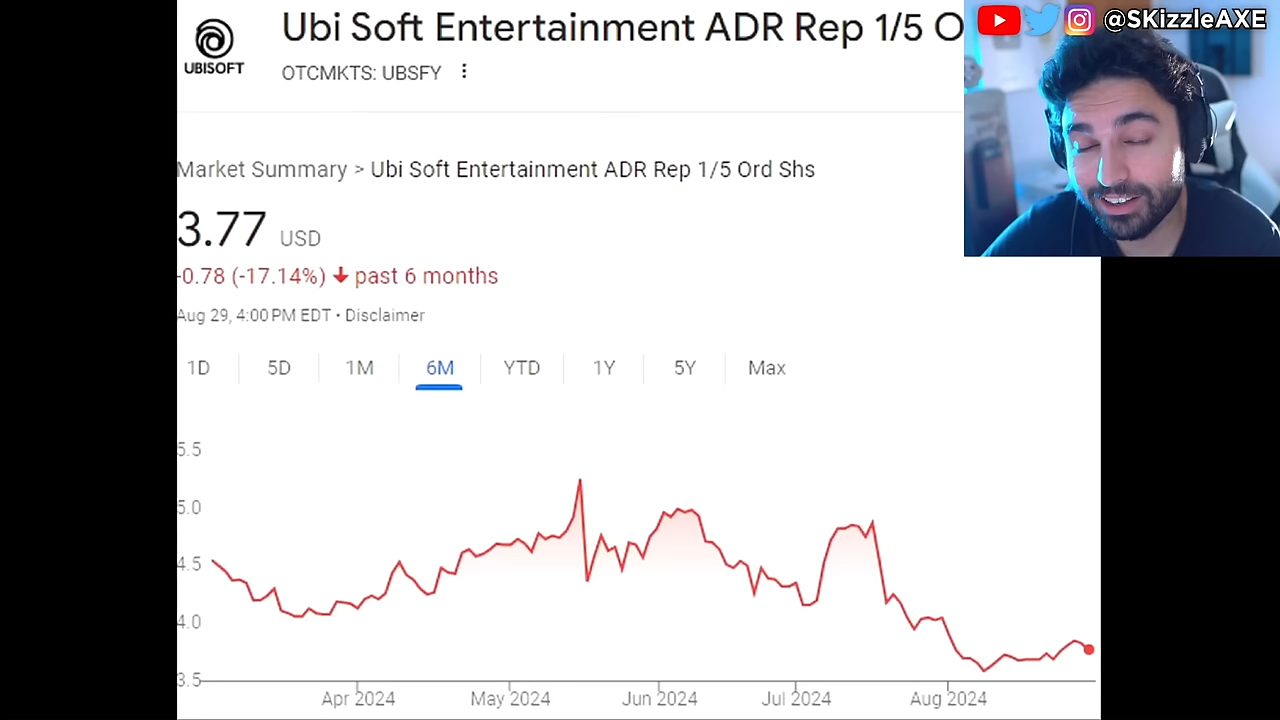 Ubi Soft Entertainment ADR Rep 1/5 O
@SKizzleAXE
UBISOFT
OTCMKTS: UBSFY
Market Summary > Ubi Soft Entertainment ADR Rep 1/5 Ord Shs
3.77 USD
-0.78 (-17.14%) past 6 months
Aug 29, 4:00 PM EDT • Disclaimer
1D 5D 1M 6M YTD 1Y 5Y Max
5.5
5.0
4.5
4.0
3.5
Apr 2024 May 2024 Jun 2024 Jul 2024 Aug 2024